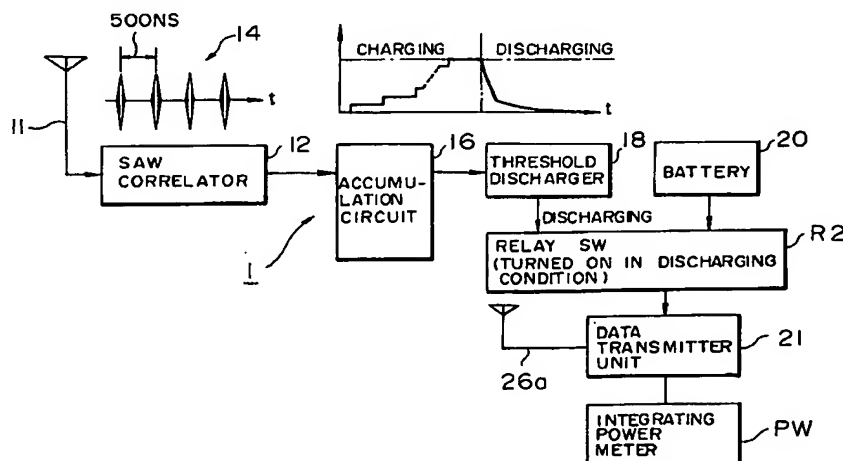 500NS
14
t
CHARGING
DISCHARGING
t
11
12
SAW
CORRELATOR
16
ACCUMU-
LATION
CIRCUIT
1
18
THRESHOLD
DISCHARGER
20
BATTERY
DISCHARGING
R2
RELAY SW
(TURNED ON IN DISCHARGING
CONDITION)
26a
21
DATA
TRANSMITTER
UNIT
PW
INTEGRATING
POWER
METER